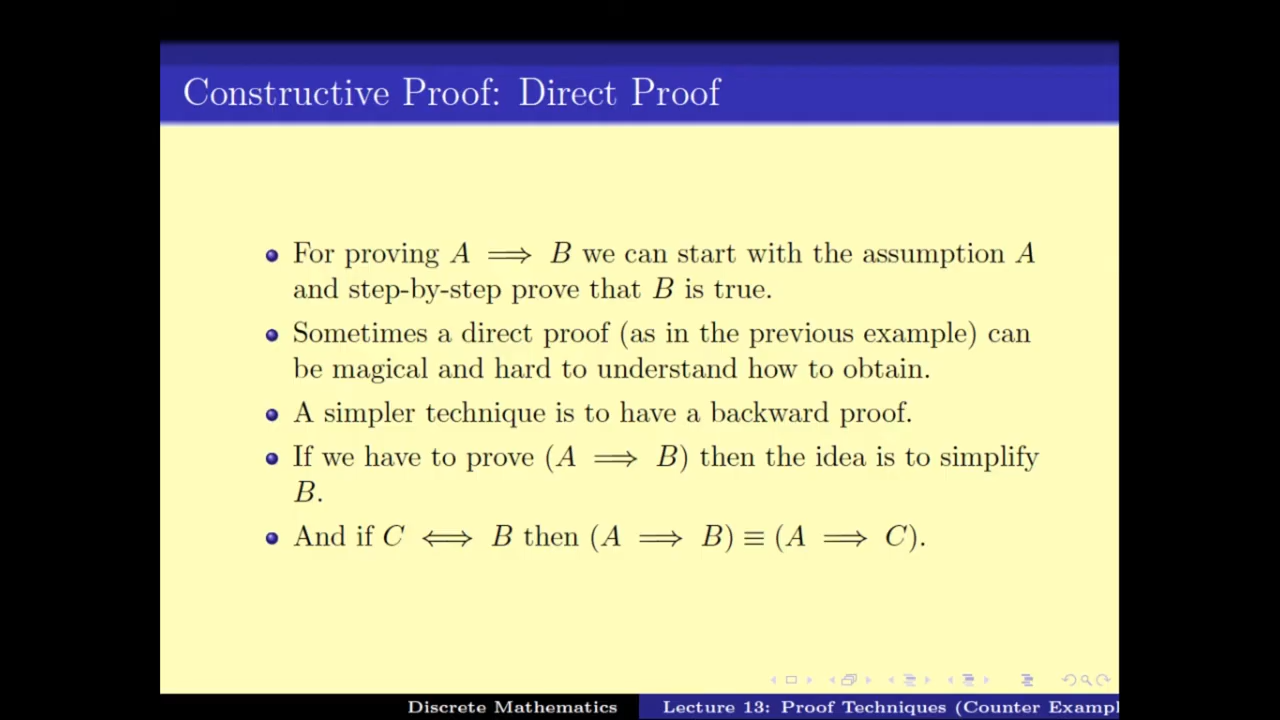 Constructive Proof: Direct Proof
For proving A ⟹ B we can start with the assumption A
and step-by-step prove that B is true.
Sometimes a direct proof (as in the previous example) can
be magical and hard to understand how to obtain.
A simpler technique is to have a backward proof.
If we have to prove (A ⟹ B) then the idea is to simplify
B.
And if C ⟺ B then (A ⟹ B) ≡ (A ⟹ C).
Discrete Mathematics
Lecture 13: Proof Techniques (Counter Exampl